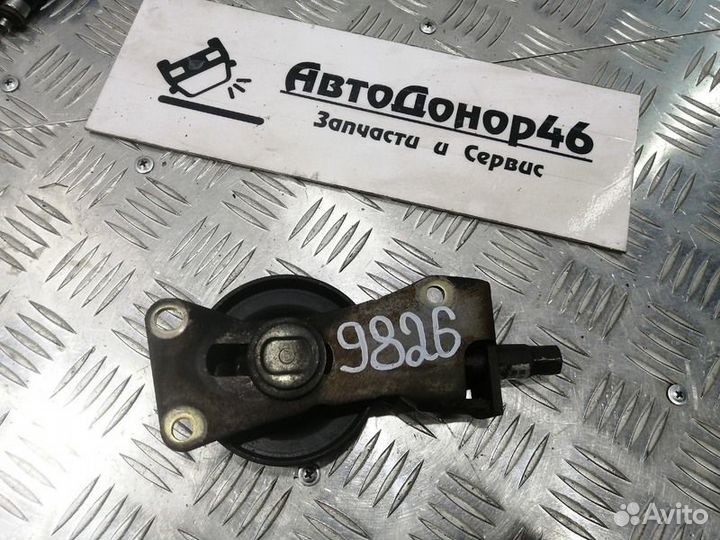 АвтоДонор46
Запчасти и Сервис
9826
Avito